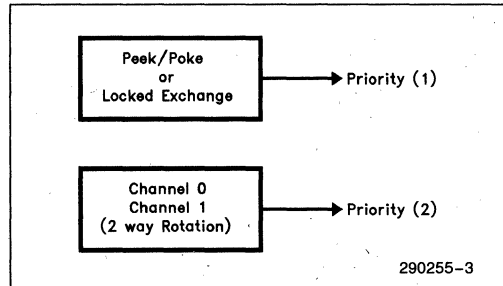 Peek/Poke
or
Locked Exchange
Priority (1)
Channel 0
Channel 1
(2 way Rotation)
Priority (2)
290255-3